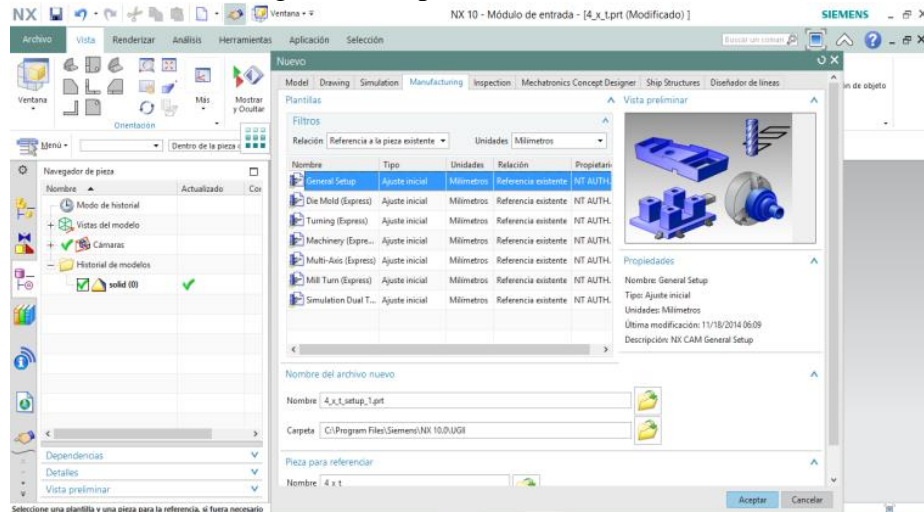 NX
Ventana
NX 10 - Módulo de entrada - [4_x_t.prt (Modificado) ]
SIEMENS
Archivo Vista Renderizar Análisis Herramientas Aplicación Selección
Buscar un coman
Nuevo
Ventana
Más
Mostrar y Ocultar
n de objeto
Orientación
Menú
Dentro de la pieza
Model Drawing Simulation Manufacturing Inspection Mechatronics Concept Designer Ship Structures Diseñador de líneas
Plantillas
Vista preliminar
Filtros
Relación Referencia a la pieza existente Unidades Milímetros
Nombre Tipo Unidades Relación Propietari
General Setup Ajuste inicial Milímetros Referencia existente NT AUTH.
Die Mold (Express) Ajuste inicial Milímetros Referencia existente NT AUTH.
Turning (Express) Ajuste inicial Milímetros Referencia existente NT AUTH.
Machinery (Expre... Ajuste inicial Milímetros Referencia existente NT AUTH.
Multi-Axis (Express) Ajuste inicial Milímetros Referencia existente NT AUTH.
Mill Turn (Express) Ajuste inicial Milímetros Referencia existente NT AUTH.
Simulation Dual T... Ajuste inicial Milímetros Referencia existente NT AUTH.
Propiedades
Nombre: General Setup
Tipo: Ajuste inicial
Unidades: Milímetros
Última modificación: 11/18/2014 06:09
Descripción: NX CAM General Setup
Navegador de pieza
Nombre Actualizado Cor
Modo de historial
Vistas del modelo
Cámaras
Historial de modelos
solid (0)
Dependencias
Detalles
Vista preliminar
Nombre del archivo nuevo
Nombre 4_x_t_setup_1.prt
Carpeta C:\Program Files\Siemens\NX 10.0\UGII
Pieza para referenciar
Nombre 4_x_t
Aceptar Cancelar
Seleccione una plantilla y una pieza para la referencia, si fuera necesario